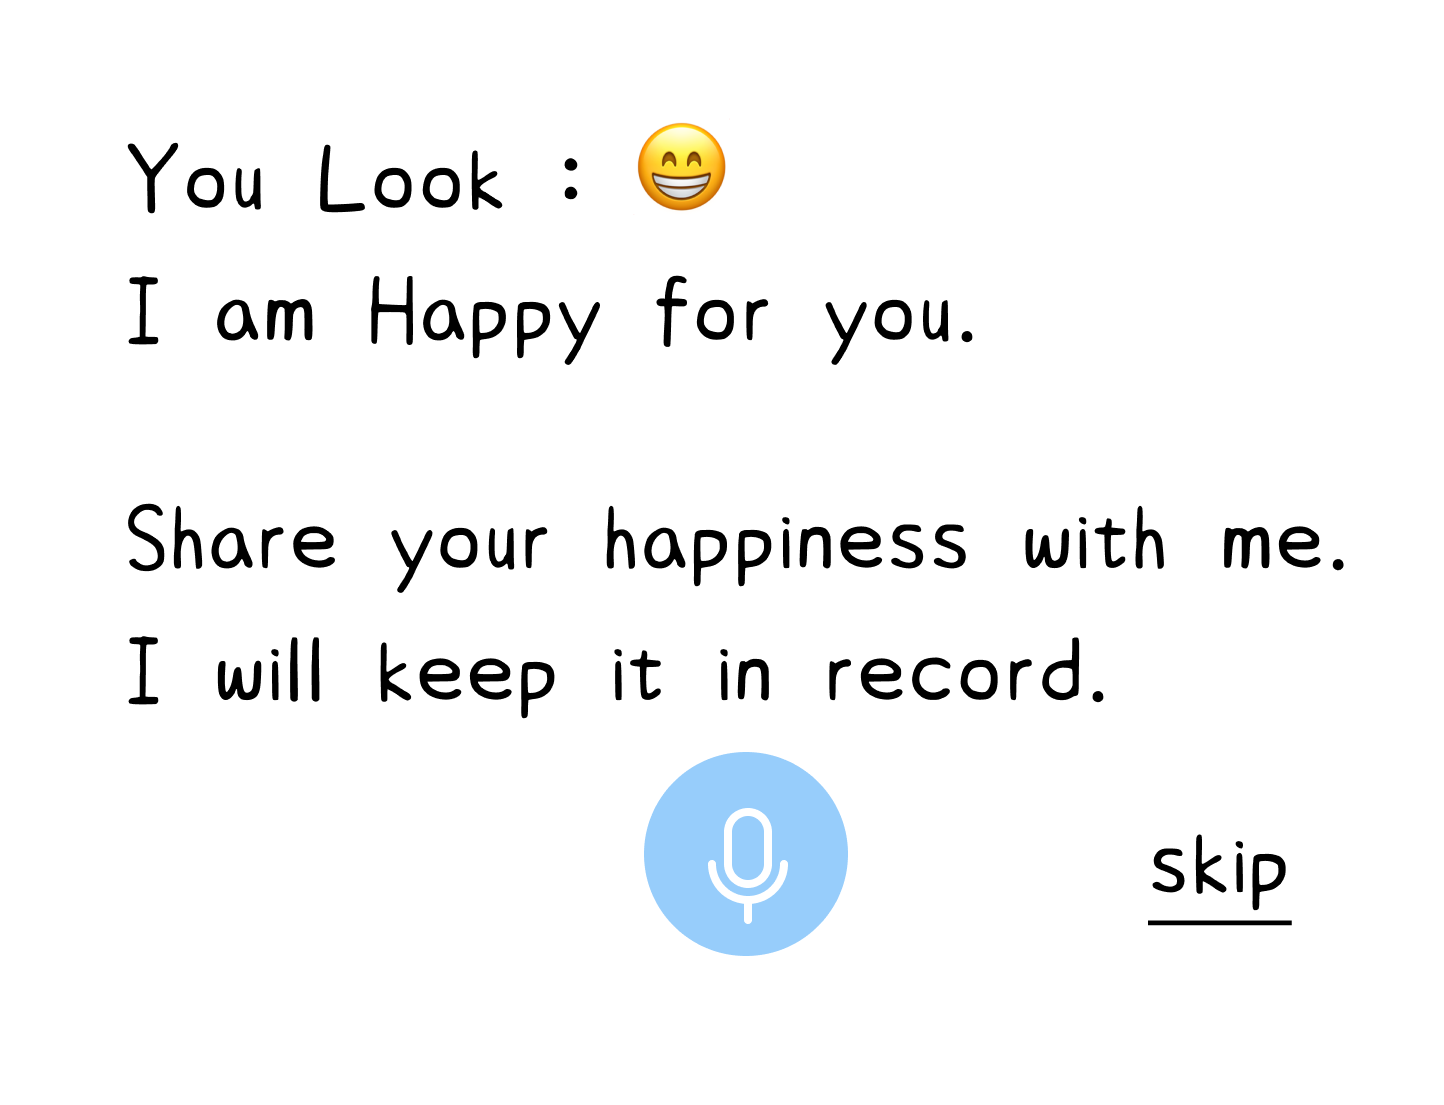 You Look : 😁
I am Happy for you.
Share your happiness with me.
I will keep it in record.
skip